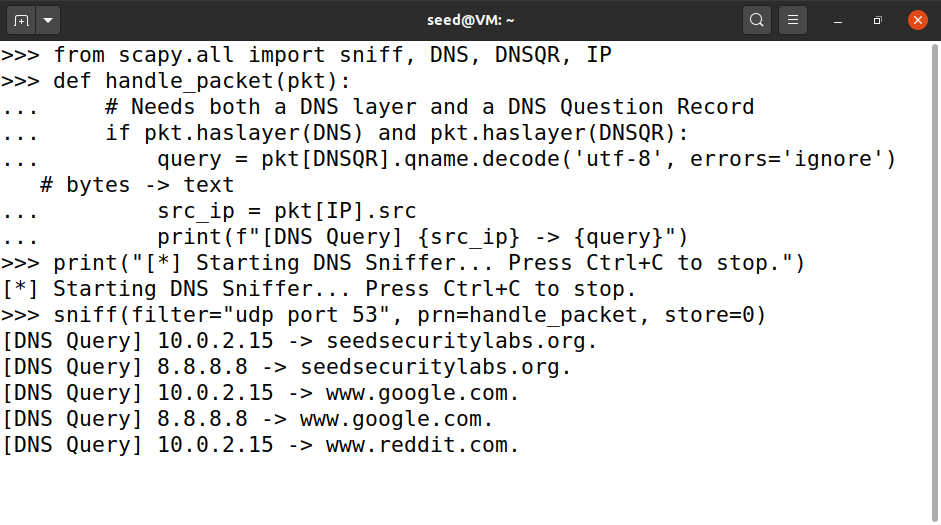 seed@VM: ~
>>> from scapy.all import sniff, DNS, DNSQR, IP
>>> def handle_packet(pkt):
...     # Needs both a DNS layer and a DNS Question Record
...     if pkt.haslayer(DNS) and pkt.haslayer(DNSQR):
...         query = pkt[DNSQR].qname.decode('utf-8', errors='ignore')
   # bytes -> text
...         src_ip = pkt[IP].src
...         print(f"[DNS Query] {src_ip} -> {query}")
>>> print("[*] Starting DNS Sniffer... Press Ctrl+C to stop.")
[*] Starting DNS Sniffer... Press Ctrl+C to stop.
>>> sniff(filter="udp port 53", prn=handle_packet, store=0)
[DNS Query] 10.0.2.15 -> seedsecuritylabs.org.
[DNS Query] 8.8.8.8 -> seedsecuritylabs.org.
[DNS Query] 10.0.2.15 -> www.google.com.
[DNS Query] 8.8.8.8 -> www.google.com.
[DNS Query] 10.0.2.15 -> www.reddit.com.